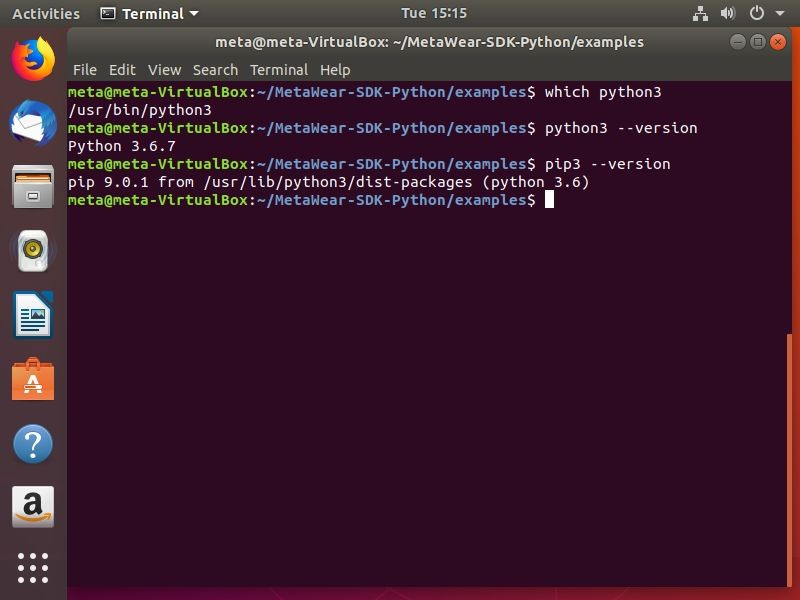 Activities Terminal Tue 15:15
meta@meta-VirtualBox: ~/MetaWear-SDK-Python/examples
File Edit View Search Terminal Help
meta@meta-VirtualBox:~/MetaWear-SDK-Python/examples$ which python3
/usr/bin/python3
meta@meta-VirtualBox:~/MetaWear-SDK-Python/examples$ python3 --version
Python 3.6.7
meta@meta-VirtualBox:~/MetaWear-SDK-Python/examples$ pip3 --version
pip 9.0.1 from /usr/lib/python3/dist-packages (python 3.6)
meta@meta-VirtualBox:~/MetaWear-SDK-Python/examples$